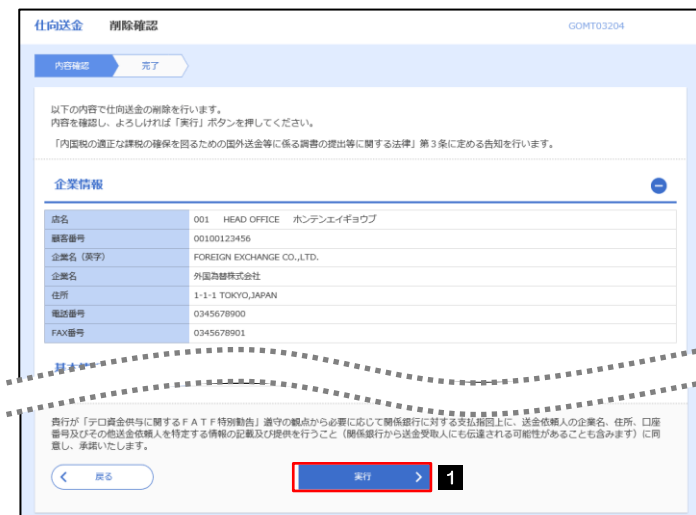 仕向送金 削除確認 GOMT03204
内容確認 完了
以下の内容で仕向送金の削除を行います。
内容を確認し、よろしければ「実行」ボタンを押してください。
「内国税の適正な課税の確保を図るための国外送金等に係る調書の提出等に関する法律」第3条に定める告知を行います。
企業情報
店名 001 HEAD OFFICE ホンテンエイギョウブ
顧客番号 00100123456
企業名（英字） FOREIGN EXCHANGE CO.,LTD.
企業名 外国為替株式会社
住所 1-1-1 TOKYO,JAPAN
電話番号 0345678900
FAX番号 0345678901
基本
貴行が「テロ資金供与に関するＦＡＴＦ特別勧告」遵守の観点から必要に応じて関係銀行に対する支払指図上に、送金依頼人の企業名、住所、口座
番号及びその他送金依頼人を特定する情報の記載及び提供を行うこと（関係銀行から送金受取人にも伝達される可能性があることも含みます）に同
意し、承諾いたします。
戻る 実行 1